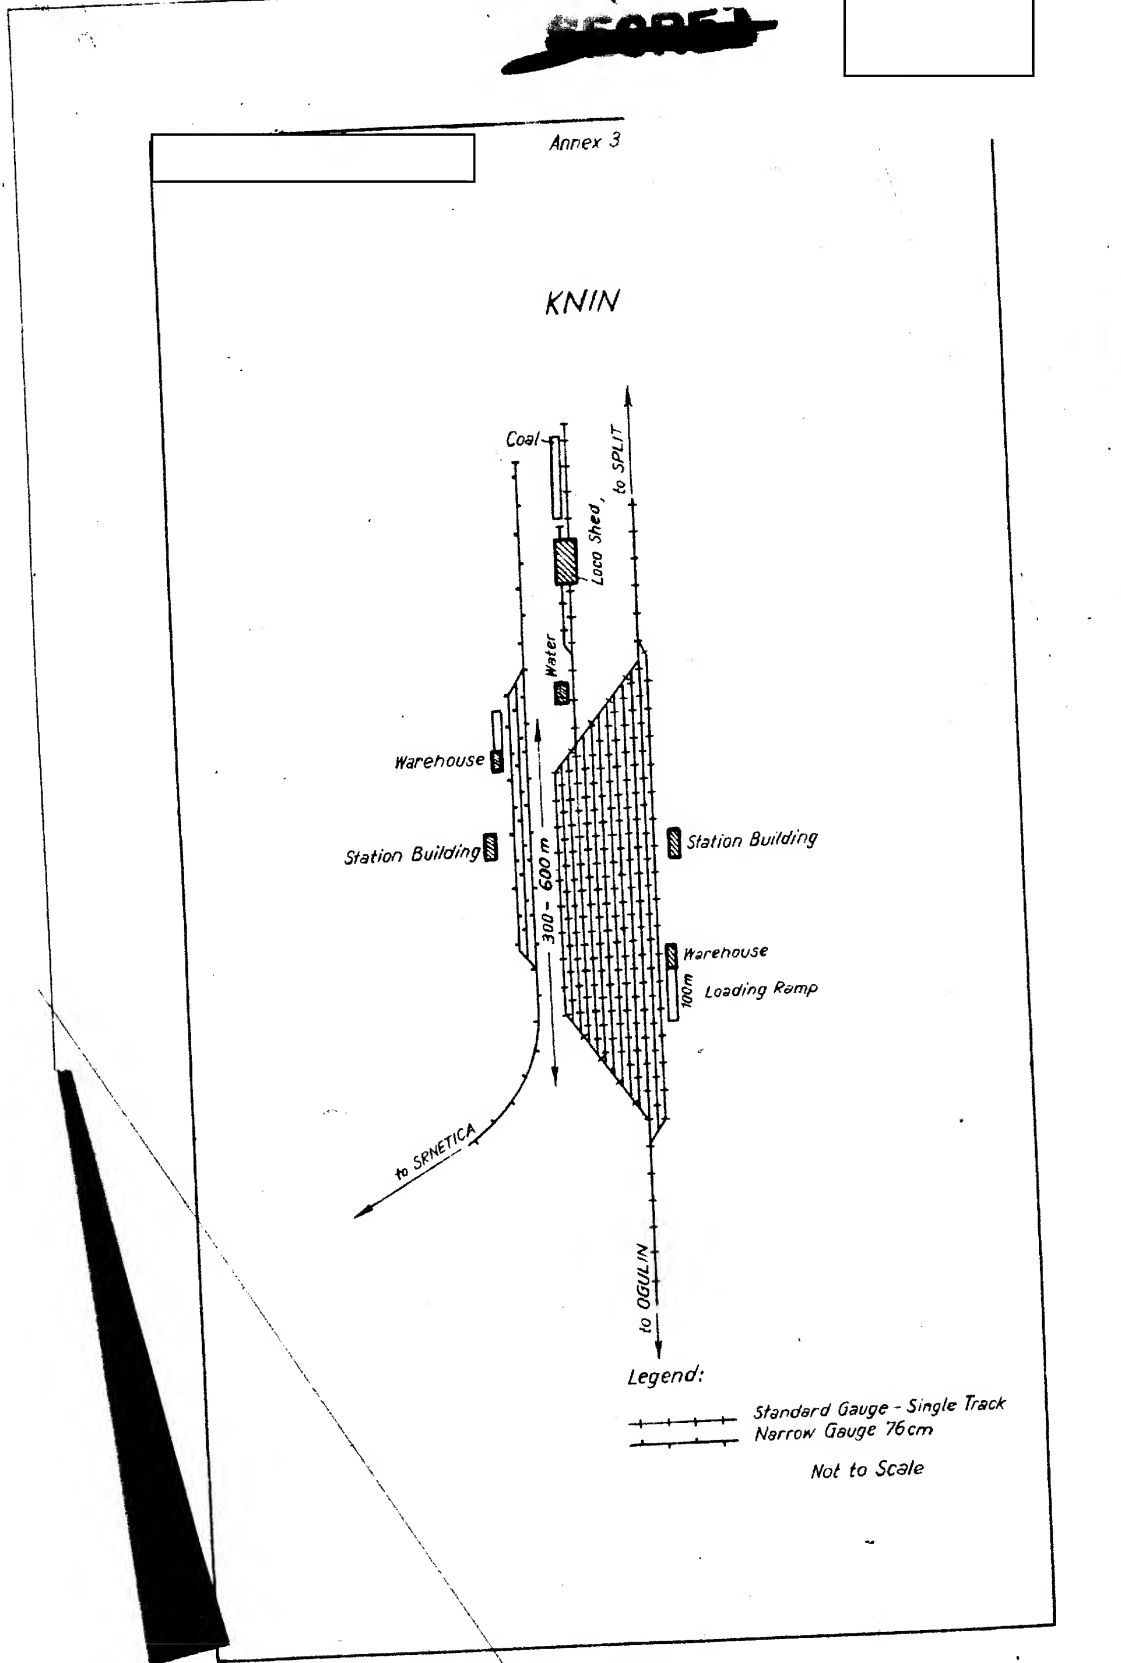 Annex 3
KNIN
Coal
to SPLIT
Loco Shed,
Water
Warehouse
Station Building
300 - 600 m
Station Building
Warehouse
100m
Loading Ramp
to SRNETICA
to OGULIN
Legend:
Standard Gauge - Single Track
Narrow Gauge 76cm
Not to Scale